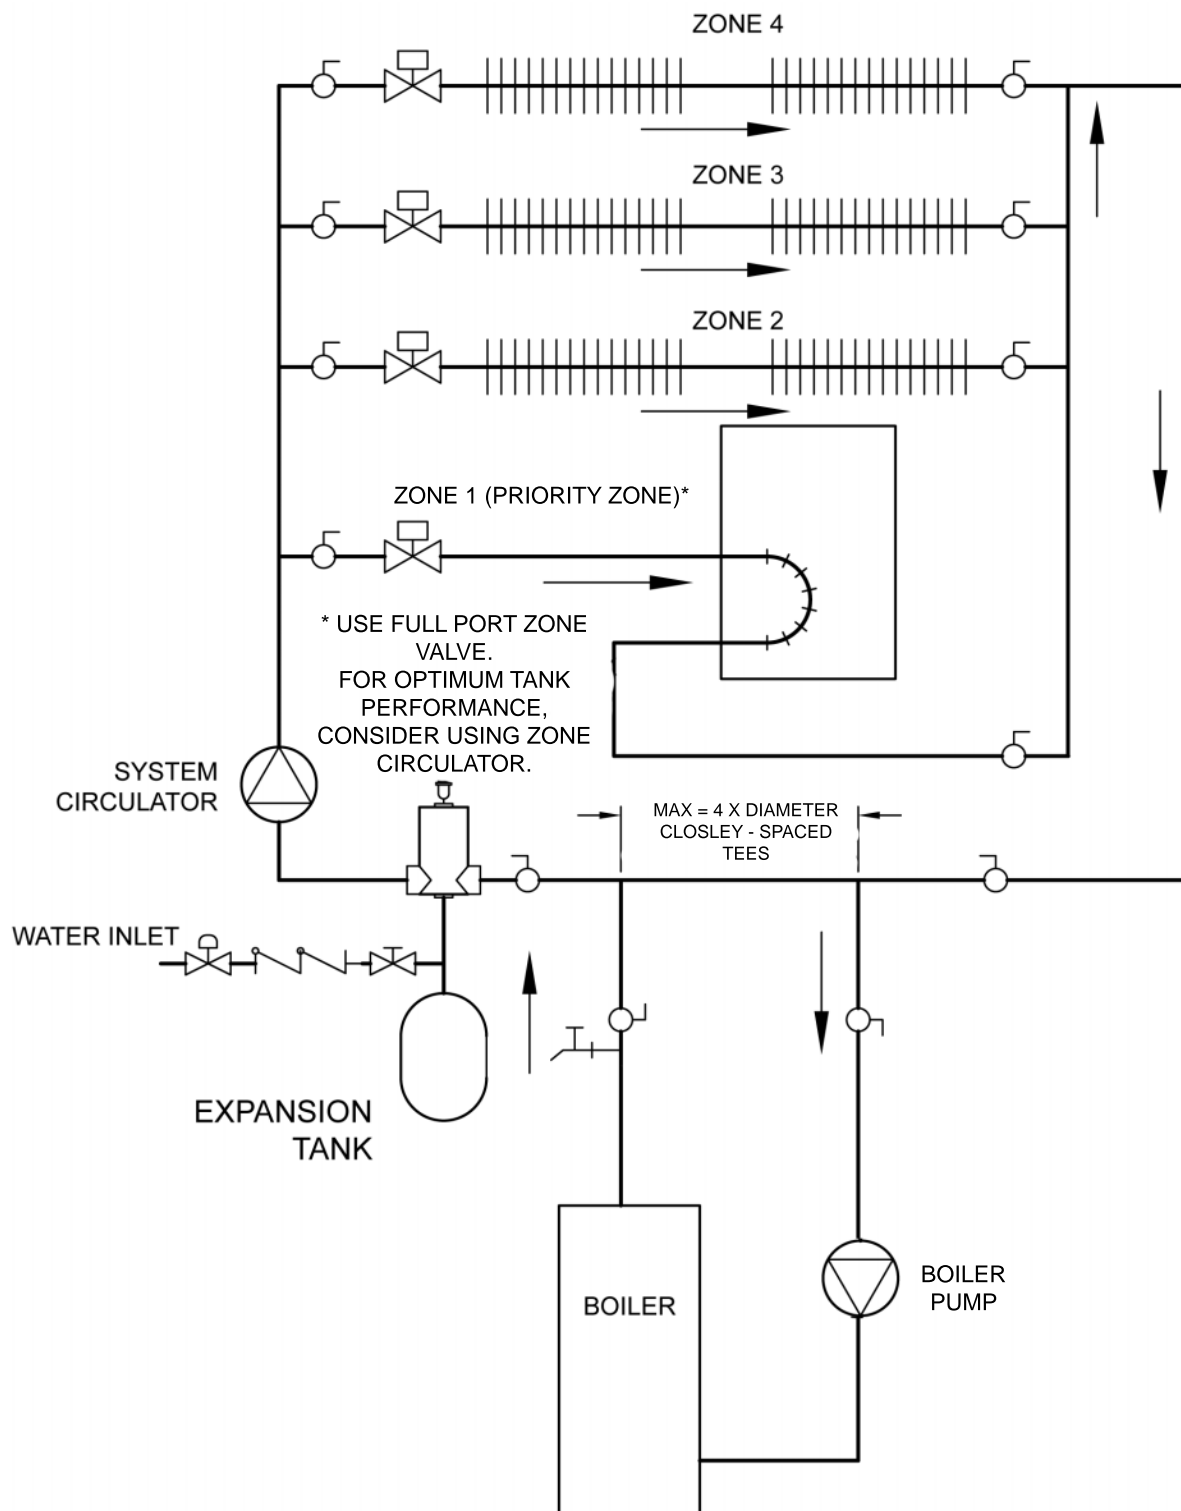 ZONE 4
ZONE 3
ZONE 2
ZONE 1 (PRIORITY ZONE)*
* USE FULL PORT ZONE
VALVE.
FOR OPTIMUM TANK
PERFORMANCE,
CONSIDER USING ZONE
CIRCULATOR.
SYSTEM
CIRCULATOR
MAX = 4 X DIAMETER
CLOSLEY - SPACED
TEES
WATER INLET
EXPANSION
TANK
BOILER
BOILER
PUMP